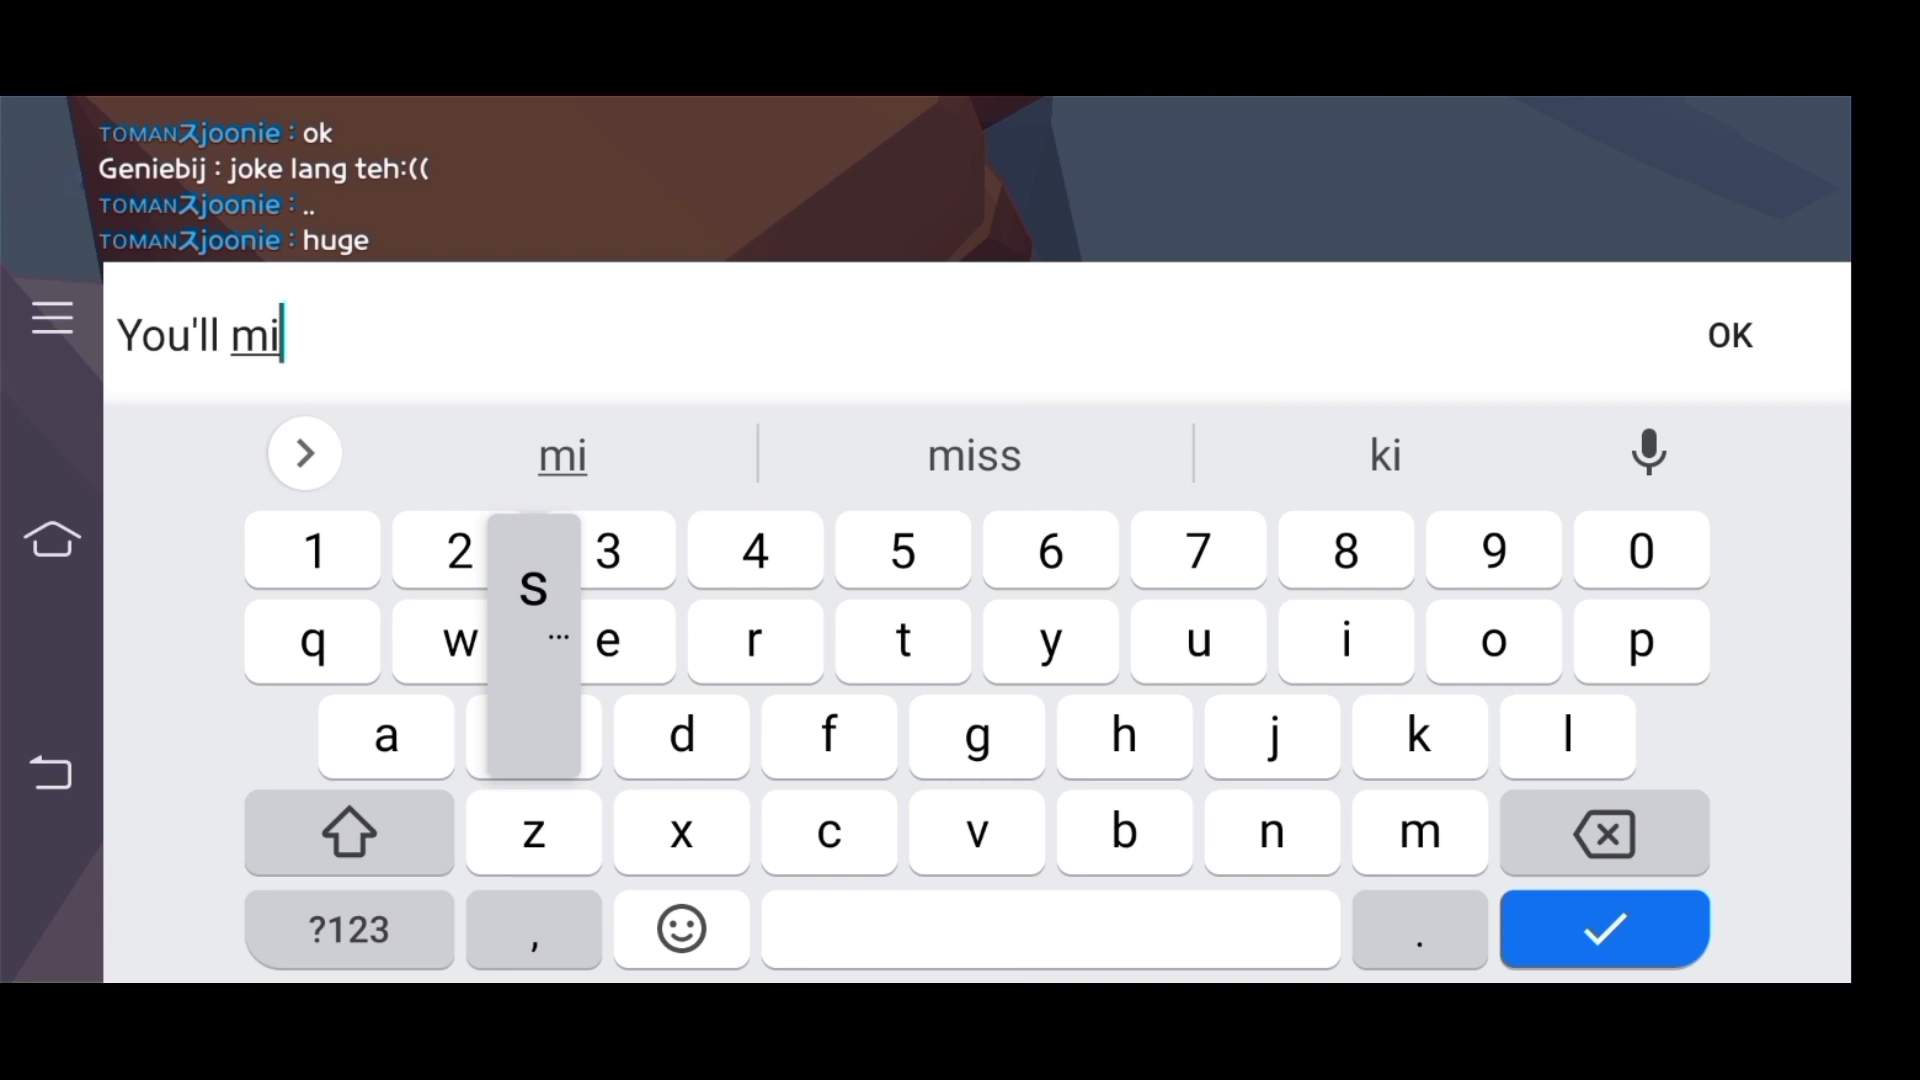 TOMANスjoonie : ok
Geniebij : joke lang teh:((
TOMANスjoonie : ..
TOMANスjoonie : huge
You'll mi
OK
mi miss ki
1 2 3 4 5 6 7 8 9 0
s
...
q w e r t y u i o p
a d f g h j k l
z x c v b n m
?123 , .